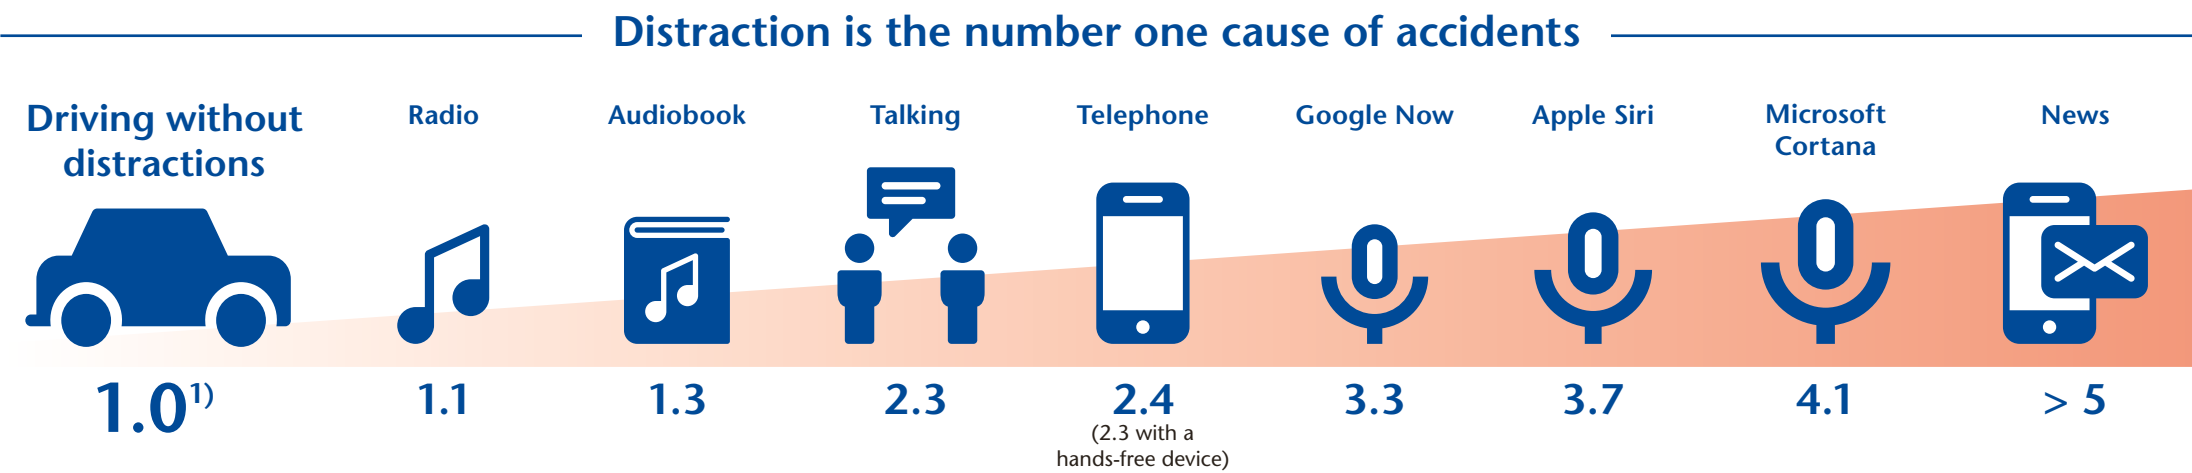 Distraction is the number one cause of accidents
Driving without
distractions
Radio
Audiobook
Talking
Telephone
Google Now
Apple Siri
Microsoft
Cortana
News
1.0¹⁾
1.1
1.3
2.3
2.4
(2.3 with a
hands-free device)
3.3
3.7
4.1
> 5